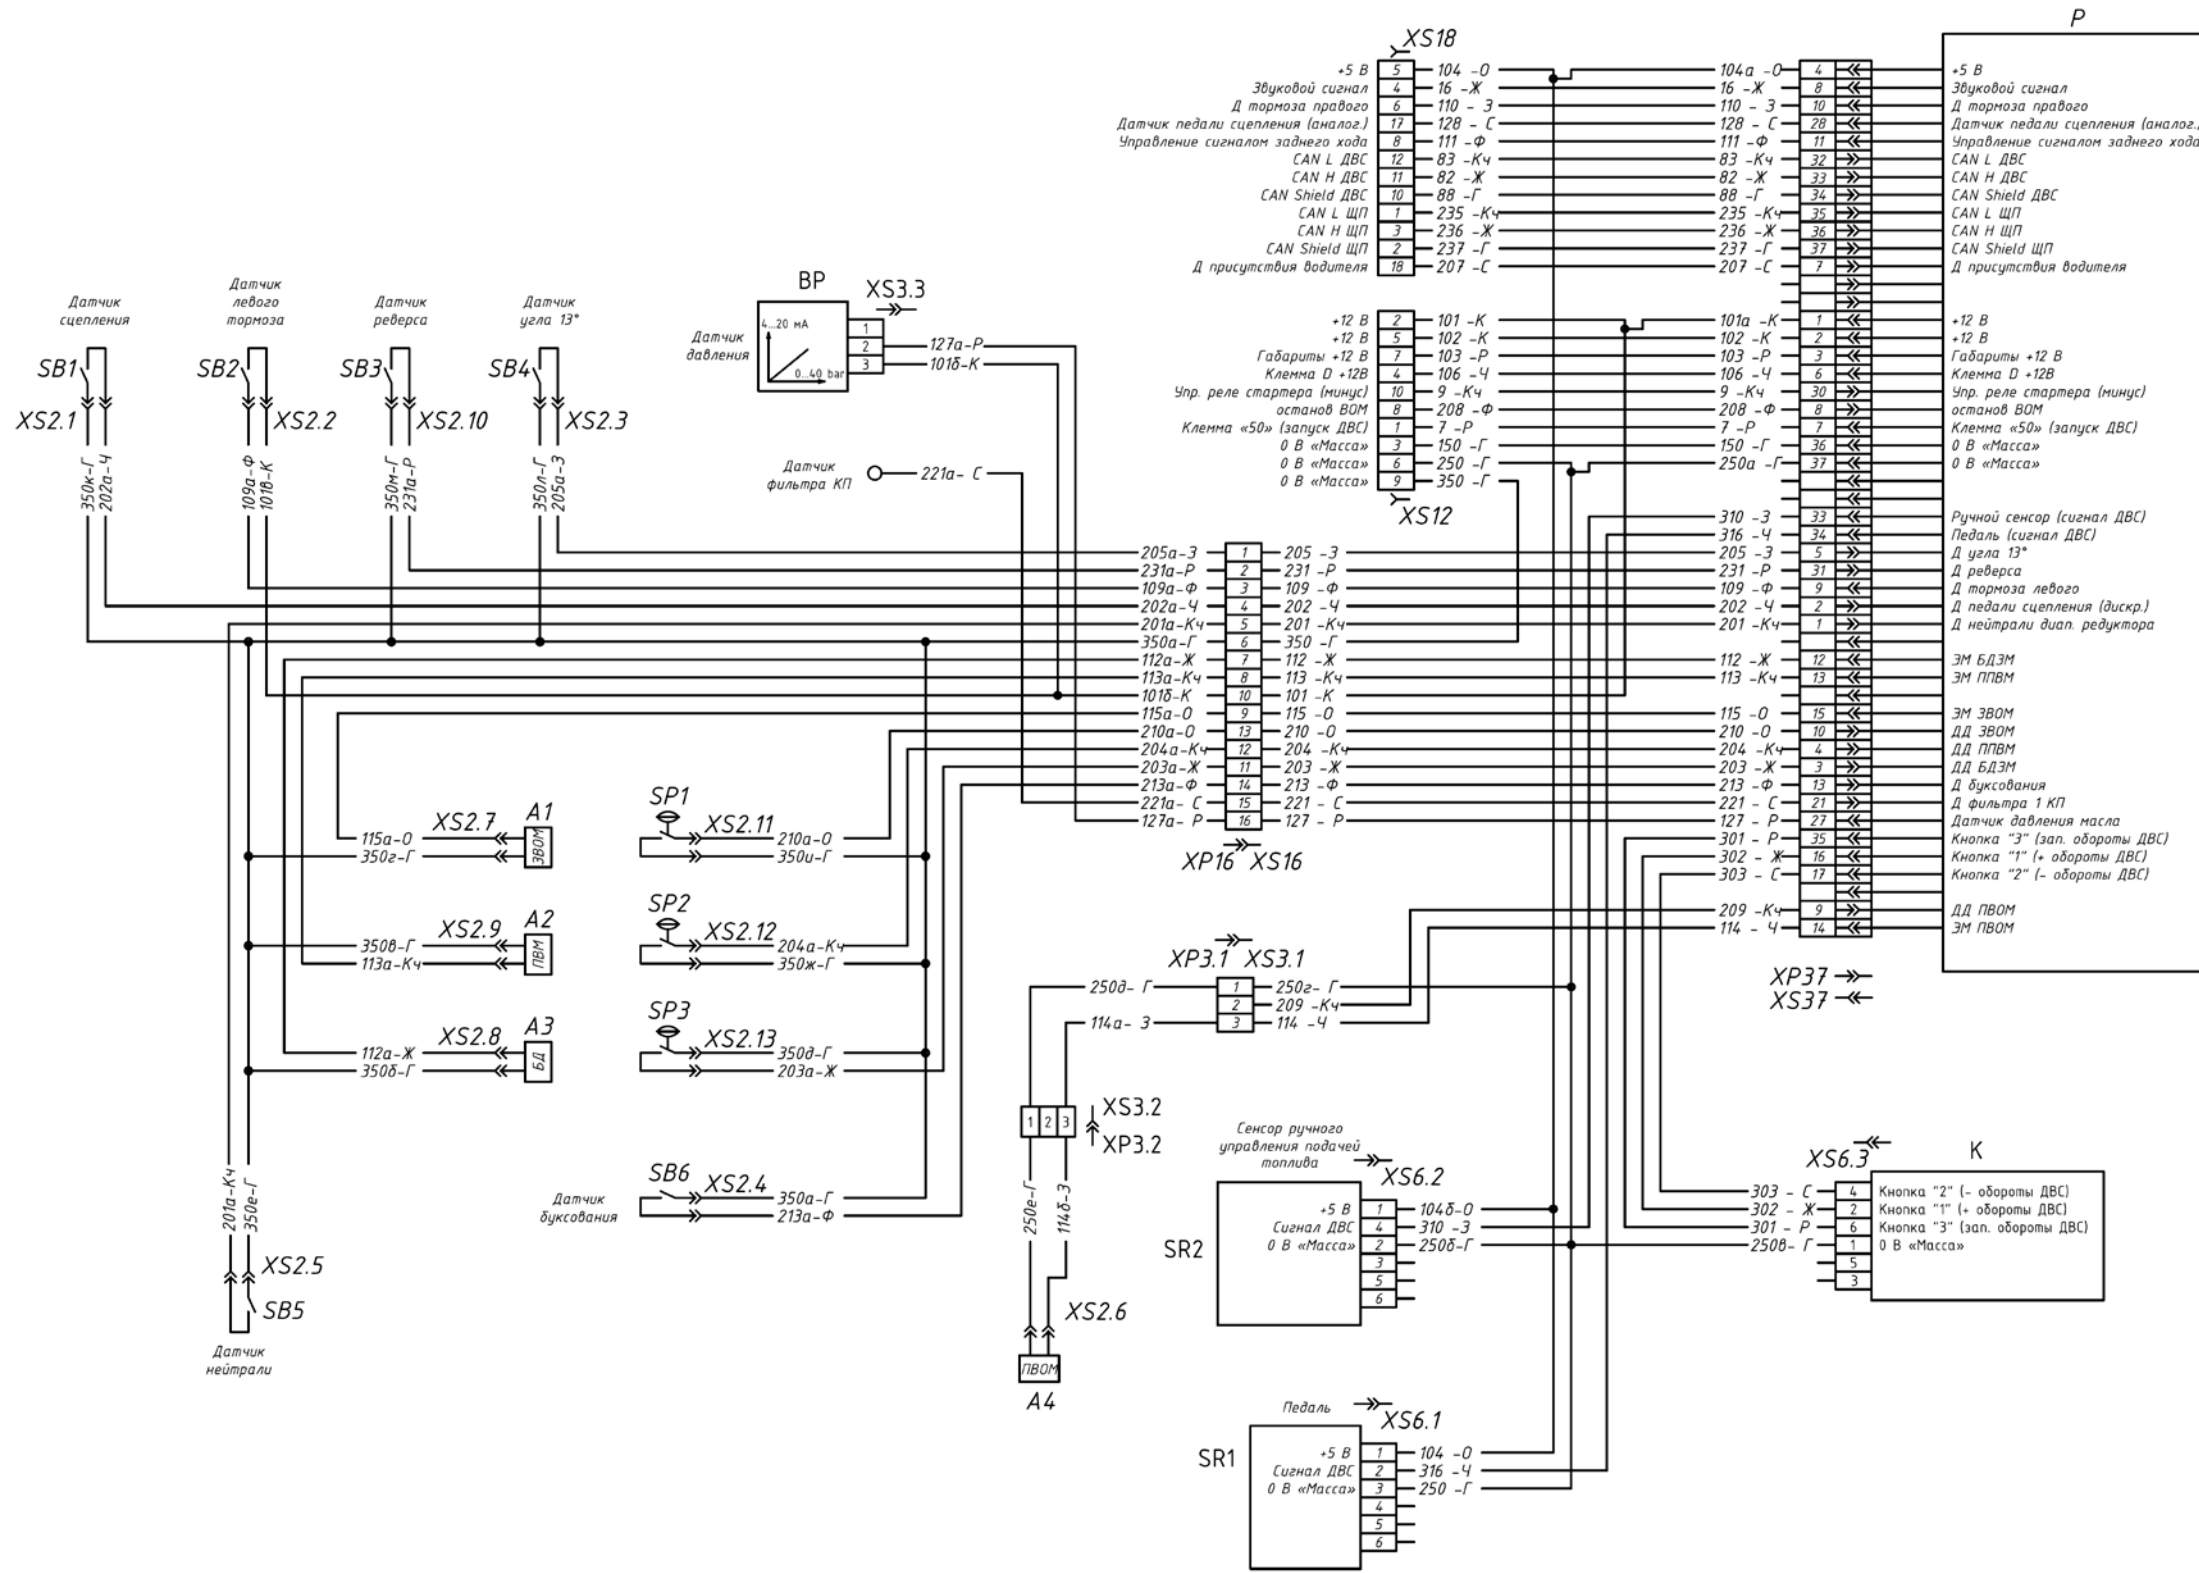 P
XS18
+5 В 5 104 -О 104а -О 4 +5 В
Звуковой сигнал 4 16 -Ж 16 -Ж 8 Звуковой сигнал
Д тормоза правого 6 110 - З 110 - З 10 Д тормоза правого
Датчик педали сцепления (аналог.) 17 128 - С 128 - С 28 Датчик педали сцепления (аналог.)
Управление сигналом заднего хода 8 111 -Ф 111 -Ф 11 Управление сигналом заднего хода
CAN L ДВС 12 83 -Кч 83 -Кч 32 CAN L ДВС
CAN H ДВС 11 82 -Ж 82 -Ж 33 CAN H ДВС
CAN Shield ДВС 10 88 -Г 88 -Г 34 CAN Shield ДВС
CAN L ЩП 1 235 -Кч 235 -Кч 35 CAN L ЩП
CAN H ЩП 3 236 -Ж 236 -Ж 36 CAN H ЩП
CAN Shield ЩП 2 237 -Г 237 -Г 37 CAN Shield ЩП
Д присутствия водителя 18 207 -С 207 -С 7 Д присутствия водителя
+12 В 2 101 -К 101а -К 1 +12 В
+12 В 5 102 -К 102 -К 2 +12 В
Габариты +12 В 7 103 -Р 103 -Р 3 Габариты +12 В
Клемма D +12В 4 106 -Ч 106 -Ч 6 Клемма D +12В
Упр. реле стартера (минус) 10 9 -Кч 9 -Кч 30 Упр. реле стартера (минус)
останов ВОМ 8 208 -Ф 208 -Ф 8 останов ВОМ
Клемма «50» (запуск ДВС) 1 7 -Р 7 -Р 7 Клемма «50» (запуск ДВС)
0 В «Масса» 3 150 -Г 150 -Г 36 0 В «Масса»
0 В «Масса» 6 250 -Г 250а -Г 37 0 В «Масса»
0 В «Масса» 9 350 -Г
XS12
Датчик
сцепления
SB1
XS2.1
350к-Г
202а-Ч
Датчик
левого
тормоза
SB2
XS2.2
109а-Ф
101в-К
Датчик
реверса
SB3
XS2.10
350м-Г
231а-Р
Датчик
угла 13°
SB4
XS2.3
350л-Г
205а-З
BP
XS3.3
Датчик
давления
4...20 мА
0...40 bar
1
2 127а-Р
3 101б-К
Датчик
фильтра КП
221а- С
310 -З 33 Ручной сенсор (сигнал ДВС)
316 -Ч 34 Педаль (сигнал ДВС)
205а-З 1 205 -З 205 -З 5 Д угла 13°
231а-Р 2 231 -Р 231 -Р 31 Д реверса
109а-Ф 3 109 -Ф 109 -Ф 9 Д тормоза левого
202а-Ч 4 202 -Ч 202 -Ч 2 Д педали сцепления (дискр.)
201а-Кч 5 201 -Кч 201 -Кч 1 Д нейтрали диап. редуктора
350а-Г 6 350 -Г
112а-Ж 7 112 -Ж 112 -Ж 12 ЭМ БДЗМ
113а-Кч 8 113 -Кч 113 -Кч 13 ЭМ ППВМ
101б-К 10 101 -К
115а-О 9 115 -О 115 -О 15 ЭМ ЗВОМ
210а-О 13 210 -О 210 -О 10 ДД ЗВОМ
204а-Кч 12 204 -Кч 204 -Кч 4 ДД ППВМ
203а-Ж 11 203 -Ж 203 -Ж 3 ДД БДЗМ
213а-Ф 14 213 -Ф 213 -Ф 13 Д буксования
221а- С 15 221 - С 221 - С 21 Д фильтра 1 КП
127а- Р 16 127 - Р 127 - Р 27 Датчик давления масла
301 - Р 35 Кнопка "3" (зап. обороты ДВС)
302 - Ж 16 Кнопка "1" (+ обороты ДВС)
303 - С 17 Кнопка "2" (- обороты ДВС)
209 -Кч 9 ДД ПВОМ
114 - Ч 14 ЭМ ПВОМ
XP16 XS16
XP37
XS37
XS2.7 A1
115а-О
350г-Г
ЗВОМ
XS2.9 A2
350в-Г
113а-Кч
ПВМ
XS2.8 A3
112а-Ж
350б-Г
БД
SP1
XS2.11
210а-О
350и-Г
SP2
XS2.12
204а-Кч
350ж-Г
SP3
XS2.13
350д-Г
203а-Ж
SB6
XS2.4
Датчик
буксования
350а-Г
213а-Ф
201а-Кч
350е-Г
XS2.5
SB5
Датчик
нейтрали
XP3.1 XS3.1
250д- Г 1 250г- Г
2 209 -Кч
114а- З 3 114 -Ч
1 2 3
XS3.2
XP3.2
250е-Г
114б-З
XS2.6
ПВОМ
A4
Сенсор ручного
управления подачей
топлива
XS6.2
SR2
+5 В 1 104б-О
Сигнал ДВС 4 310 -З
0 В «Масса» 2 250б-Г
3
5
6
Педаль
XS6.1
SR1
+5 В 1 104 -О
Сигнал ДВС 2 316 -Ч
0 В «Масса» 3 250 -Г
4
5
6
XS6.3
K
303 - С 4 Кнопка "2" (- обороты ДВС)
302 - Ж 2 Кнопка "1" (+ обороты ДВС)
301 - Р 6 Кнопка "3" (зап. обороты ДВС)
250в- Г 1 0 В «Масса»
5
3